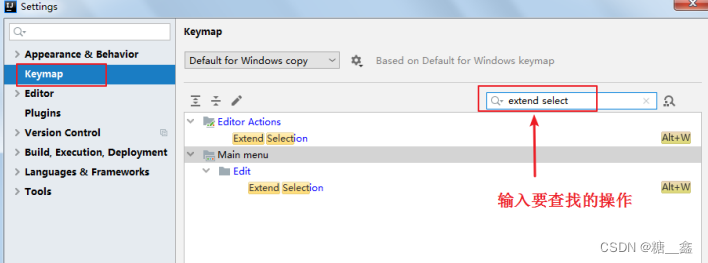 Settings
Appearance & Behavior
Keymap
Editor
Plugins
Version Control
Build, Execution, Deployment
Languages & Frameworks
Tools
Keymap
Default for Windows copy
Based on Default for Windows keymap
extend select
Editor Actions
Extend Selection Alt+W
Main menu
Edit
Extend Selection Alt+W
输入要查找的操作
CSDN @糖__鑫